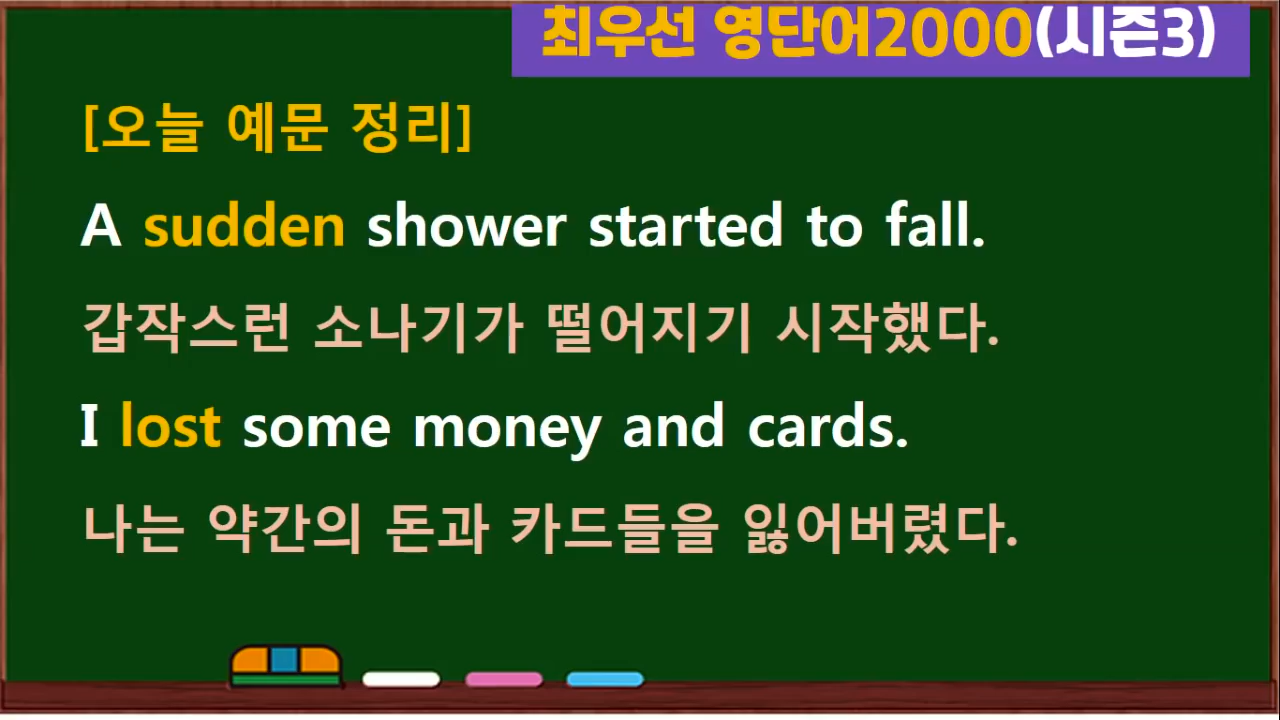 최우선 영단어2000(시즌3)
[오늘 예문 정리]
A sudden shower started to fall.
갑작스런 소나기가 떨어지기 시작했다.
I lost some money and cards.
나는 약간의 돈과 카드들을 잃어버렸다.